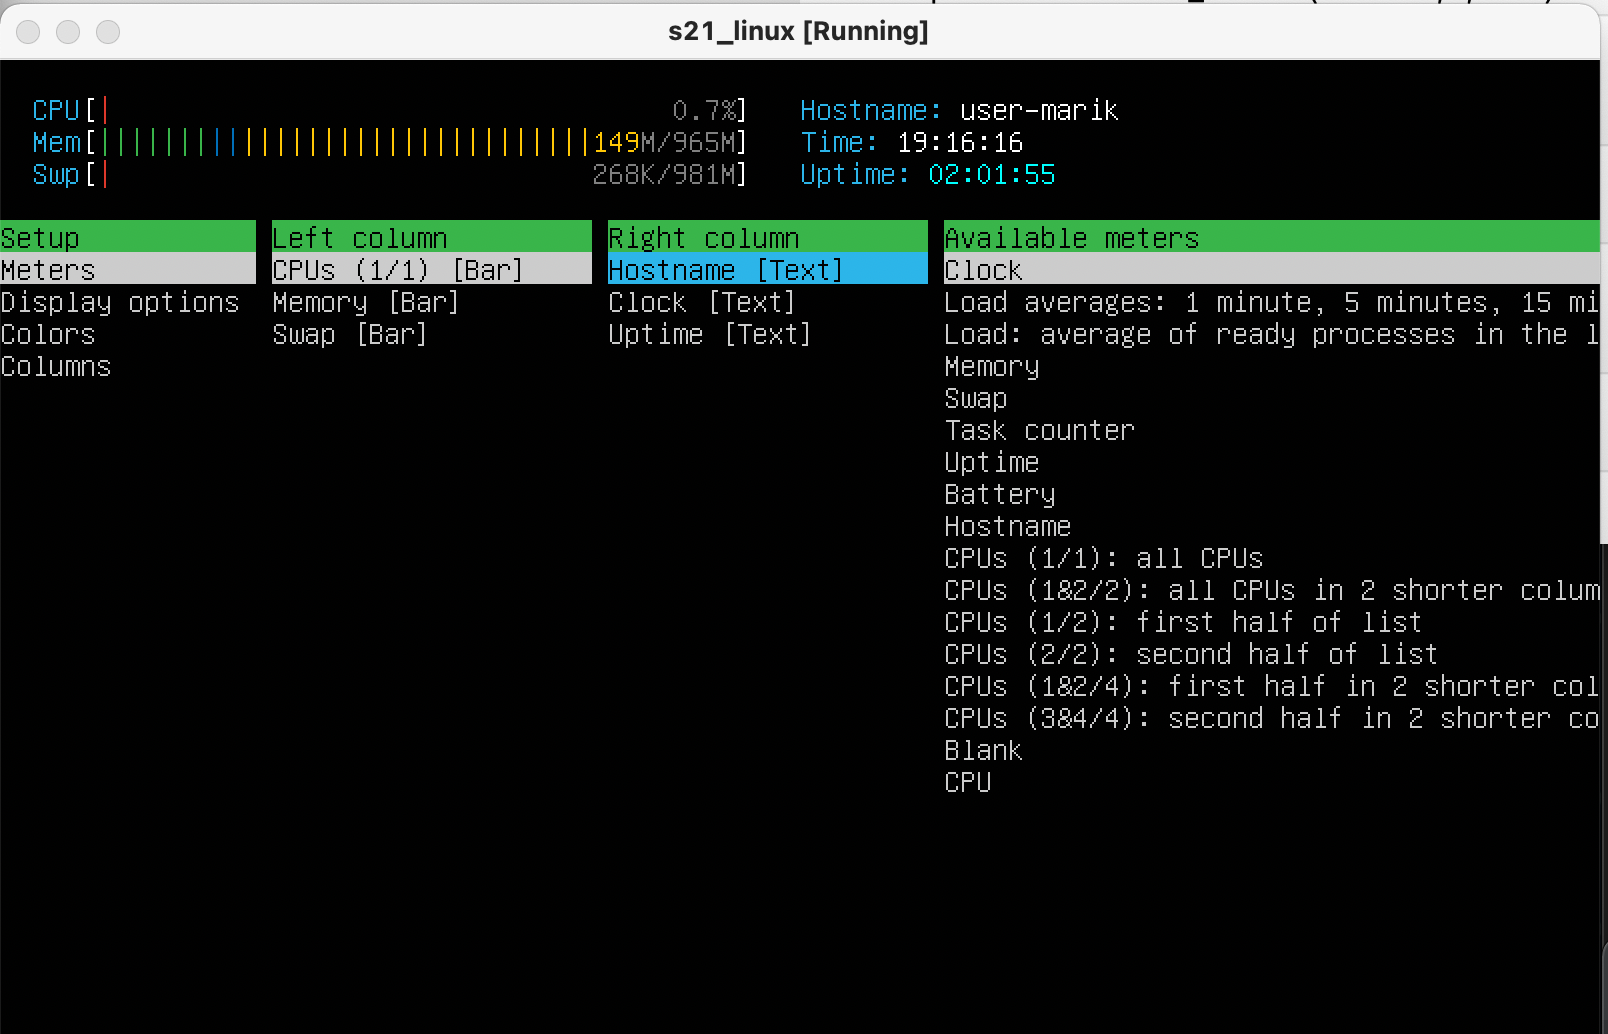 s21_linux [Running]
CPU[| 0.7%] Hostname: user-marik
Mem[|||||||||||||||||||||||||||||||149M/965M] Time: 19:16:16
Swp[| 268K/981M] Uptime: 02:01:55
Setup Left column Right column Available meters
Meters CPUs (1/1) [Bar] Hostname [Text] Clock
Display options Memory [Bar] Clock [Text] Load averages: 1 minute, 5 minutes, 15 mi
Colors Swap [Bar] Uptime [Text] Load: average of ready processes in the l
Columns Memory
Swap
Task counter
Uptime
Battery
Hostname
CPUs (1/1): all CPUs
CPUs (1&2/2): all CPUs in 2 shorter colum
CPUs (1/2): first half of list
CPUs (2/2): second half of list
CPUs (1&2/4): first half in 2 shorter col
CPUs (3&4/4): second half in 2 shorter co
Blank
CPU